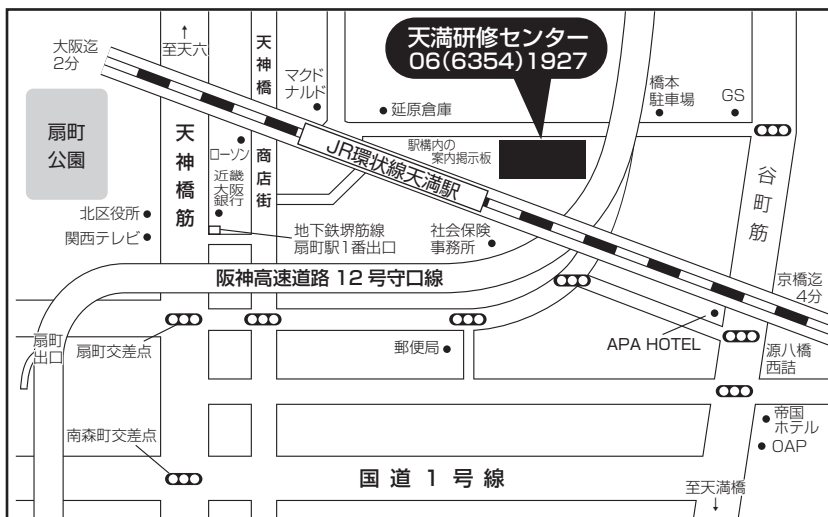 大阪迄
2分
至天六
天神橋
商店街
マクド
ナルド
天満研修センター
06(6354)1927
延原倉庫
橋本
駐車場
GS
扇町
公園
天神橋筋
ローソン
近畿
大阪
銀行
JR環状線天満駅
駅構内の
案内掲示板
谷町筋
北区役所
関西テレビ
地下鉄堺筋線
扇町駅1番出口
社会保険
事務所
阪神高速道路 12 号守口線
京橋迄
4分
扇町
出口
扇町交差点
郵便局
APA HOTEL
源八橋
西詰
帝国
ホテル
OAP
南森町交差点
国道1号線
至天満橋